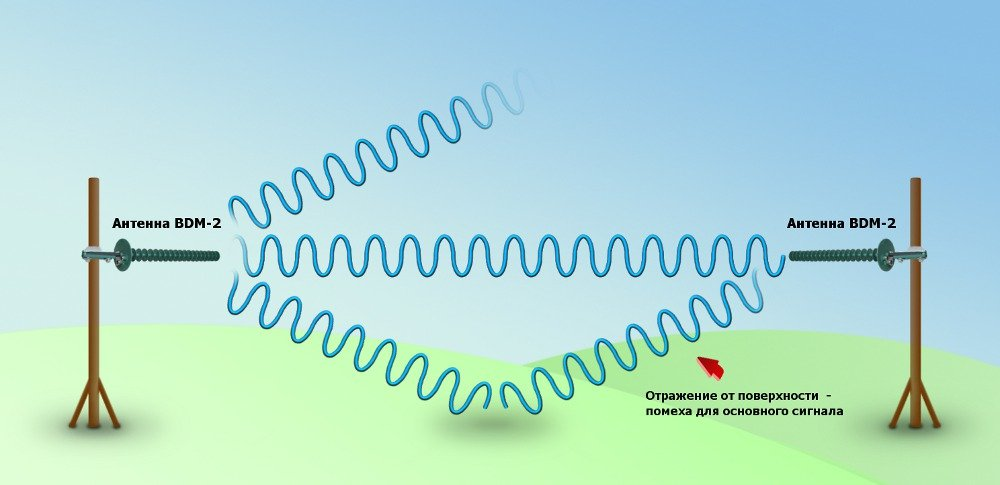 Антенна BDM-2
Антенна BDM-2
Отражение от поверхности -
помеха для основного сигнала